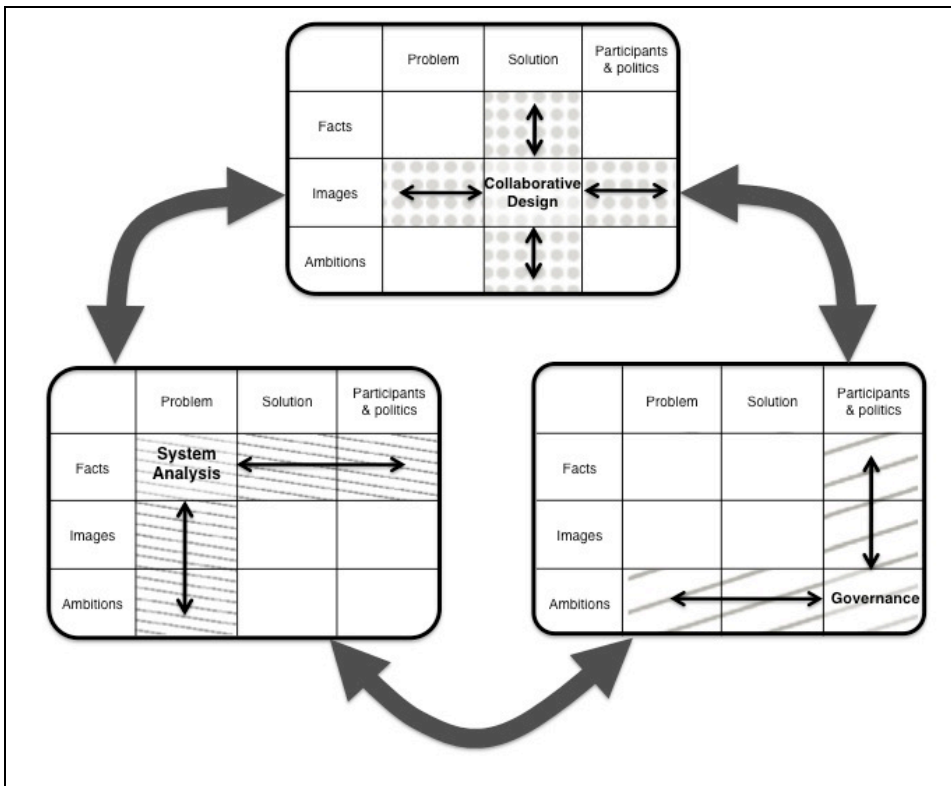 Problem Solution Participants
& politics
Facts
Images Collaborative
Design
Ambitions
Problem Solution Participants
& politics
Facts System
Analysis
Images
Ambitions
Problem Solution Participants
& politics
Facts
Images
Ambitions Governance